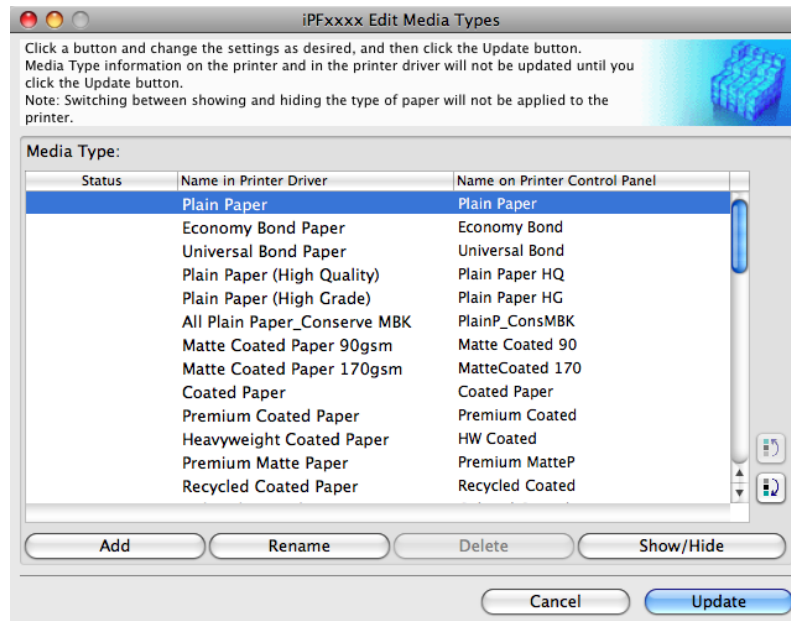 iPFxxxx Edit Media Types
Click a button and change the settings as desired, and then click the Update button.
Media Type information on the printer and in the printer driver will not be updated until you
click the Update button.
Note: Switching between showing and hiding the type of paper will not be applied to the
printer.
Media Type:
Status Name in Printer Driver Name on Printer Control Panel
Plain Paper Plain Paper
Economy Bond Paper Economy Bond
Universal Bond Paper Universal Bond
Plain Paper (High Quality) Plain Paper HQ
Plain Paper (High Grade) Plain Paper HG
All Plain Paper_Conserve MBK PlainP_ConsMBK
Matte Coated Paper 90gsm Matte Coated 90
Matte Coated Paper 170gsm MatteCoated 170
Coated Paper Coated Paper
Premium Coated Paper Premium Coated
Heavyweight Coated Paper HW Coated
Premium Matte Paper Premium MatteP
Recycled Coated Paper Recycled Coated
Add Rename Delete Show/Hide
Cancel Update